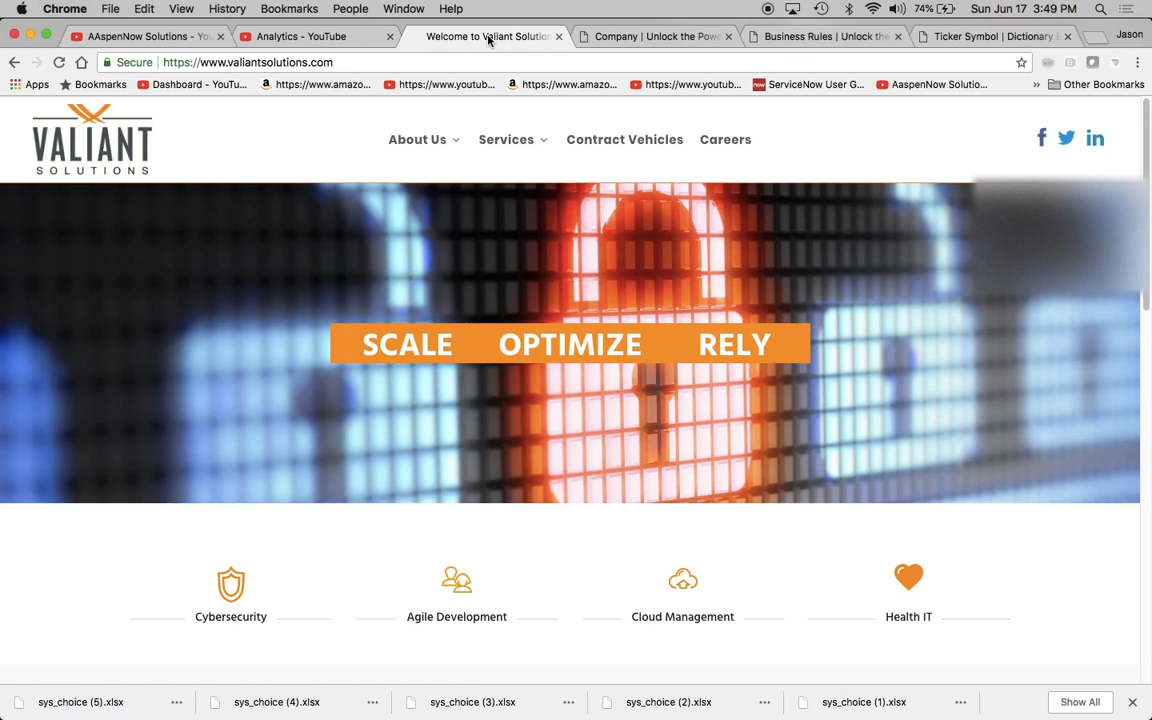 Chrome File Edit View History Bookmarks People Window Help 74% Sun Jun 17 3:49 PM
AAspenNow Solutions - You Analytics - YouTube Welcome to Valiant Solution Company | Unlock the Pow Business Rules | Unlock the Ticker Symbol | Dictionary E Jason
Secure https://www.valiantsolutions.com
Apps Bookmarks Dashboard - YouTu... https://www.amazo... https://www.youtub... https://www.amazo... https://www.youtub... ServiceNow User G... AaspenNow Solutio... » Other Bookmarks
VALIANT
SOLUTIONS
About Us Services Contract Vehicles Careers
SCALE OPTIMIZE RELY
Cybersecurity Agile Development Cloud Management Health IT
sys_choice (5).xlsx sys_choice (4).xlsx sys_choice (3).xlsx sys_choice (2).xlsx sys_choice (1).xlsx Show All